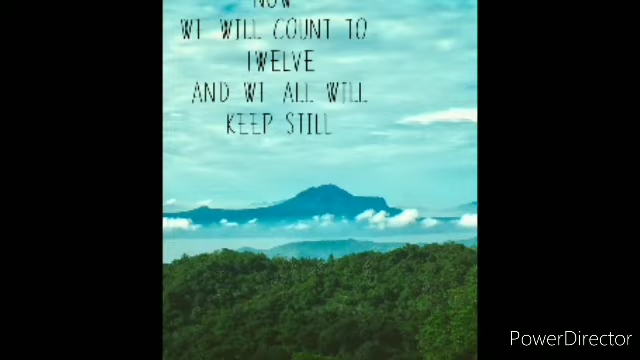 NOW
WE WILL COUNT TO
TWELVE
AND WE ALL WILL
KEEP STILL
PowerDirector